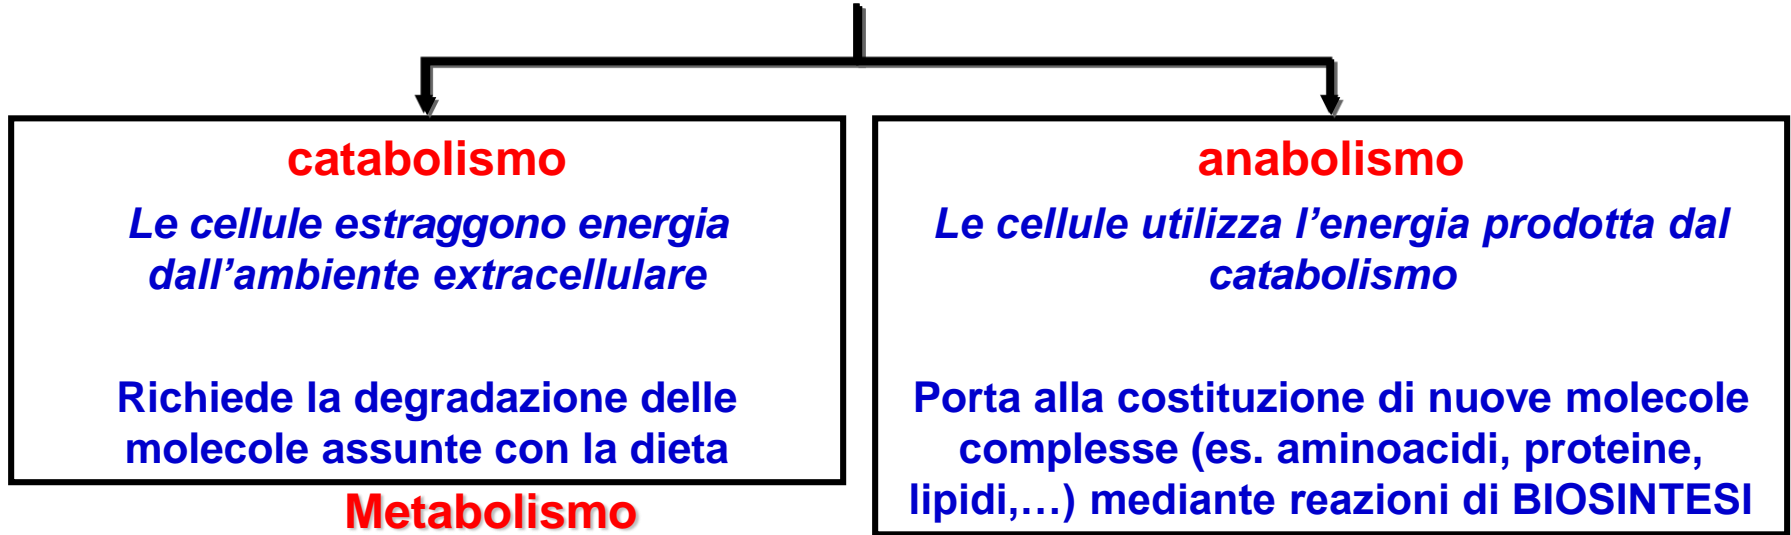 catabolismo
Le cellule estraggono energia
dall’ambiente extracellulare
Richiede la degradazione delle
molecole assunte con la dieta
anabolismo
Le cellule utilizza l’energia prodotta dal
catabolismo
Porta alla costituzione di nuove molecole
complesse (es. aminoacidi, proteine,
lipidi,…) mediante reazioni di BIOSINTESI
Metabolismo